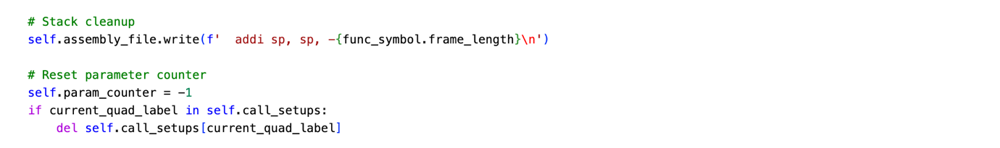 # Stack cleanup
self.assembly_file.write(f'  addi sp, sp, -{func_symbol.frame_length}\n')

# Reset parameter counter
self.param_counter = -1
if current_quad_label in self.call_setups:
    del self.call_setups[current_quad_label]